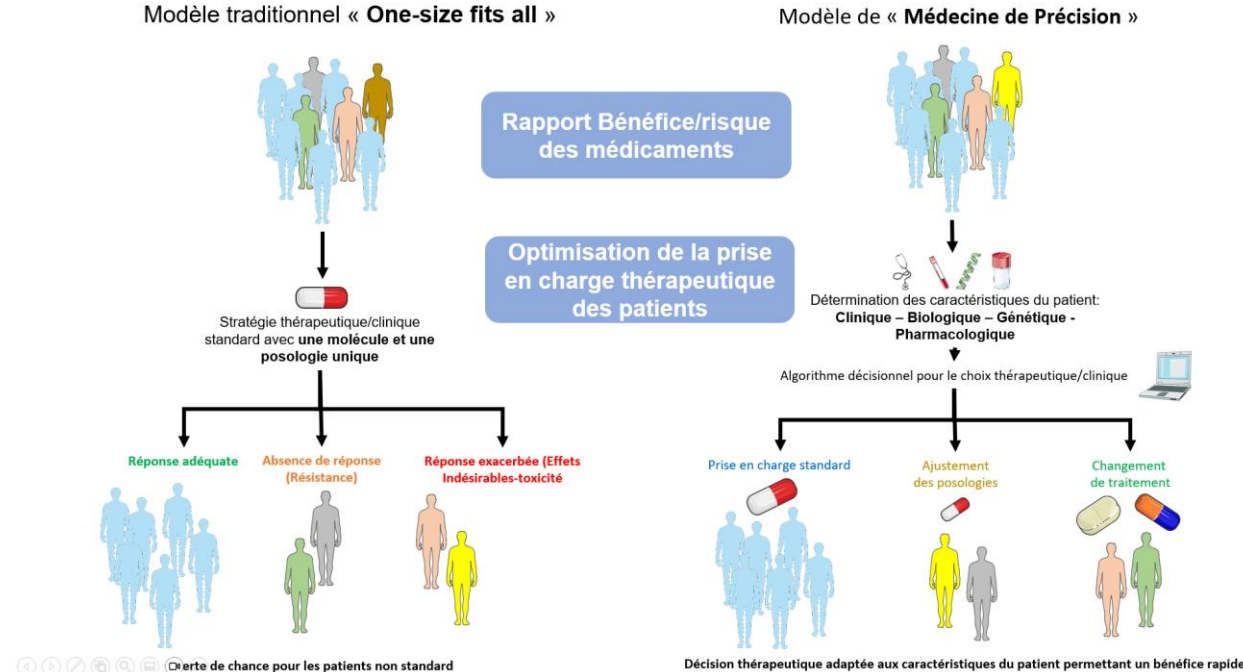 Modèle traditionnel « One-size fits all »
Modèle de « Médecine de Précision »
Rapport Bénéfice/risque
des médicaments
Optimisation de la prise
en charge thérapeutique
des patients
Stratégie thérapeutique/clinique
standard avec une molécule et une
posologie unique
Réponse adéquate
Absence de réponse
(Résistance)
Réponse exacerbée (Effets
Indésirables-toxicité
erte de chance pour les patients non standard
Détermination des caractéristiques du patient:
Clinique – Biologique – Génétique -
Pharmacologique
Algorithme décisionnel pour le choix thérapeutique/clinique
Prise en charge standard
Ajustement
des posologies
Changement
de traitement
Décision thérapeutique adaptée aux caractéristiques du patient permettant un bénéfice rapide